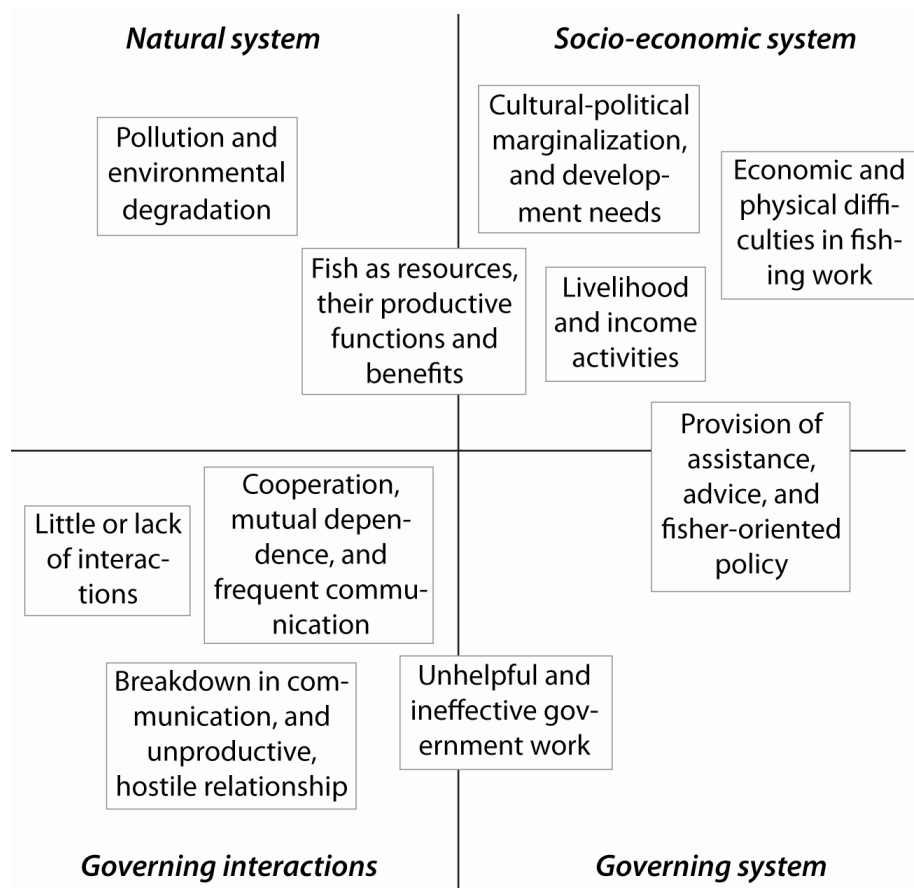 Natural system
Socio-economic system
Pollution and
environmental
degradation
Cultural-political
marginalization,
and develop-
ment needs
Economic and
physical diffi-
culties in fish-
ing work
Fish as resources,
their productive
functions and
benefits
Livelihood
and income
activities
Provision of
assistance,
advice, and
fisher-oriented
policy
Little or lack
of interac-
tions
Cooperation,
mutual depen-
dence, and
frequent commu-
nication
Breakdown in com-
munication, and
unproductive,
hostile relationship
Unhelpful and
ineffective gov-
ernment work
Governing interactions
Governing system